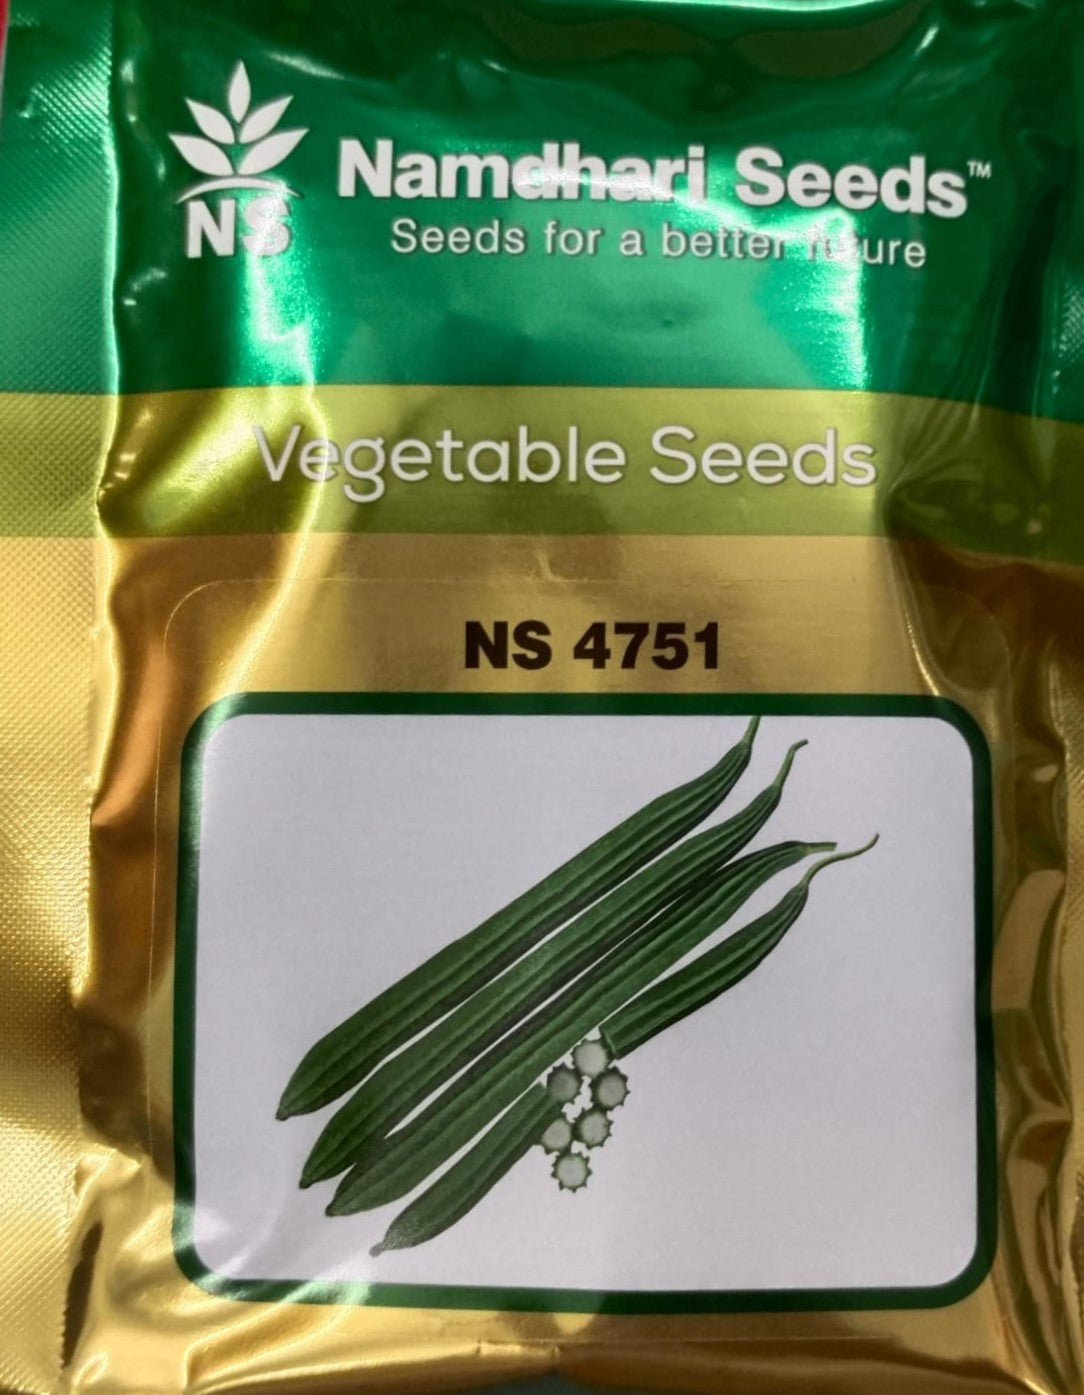 Namdhari Seeds™
NS
Seeds for a better future
Vegetable Seeds
NS 4751